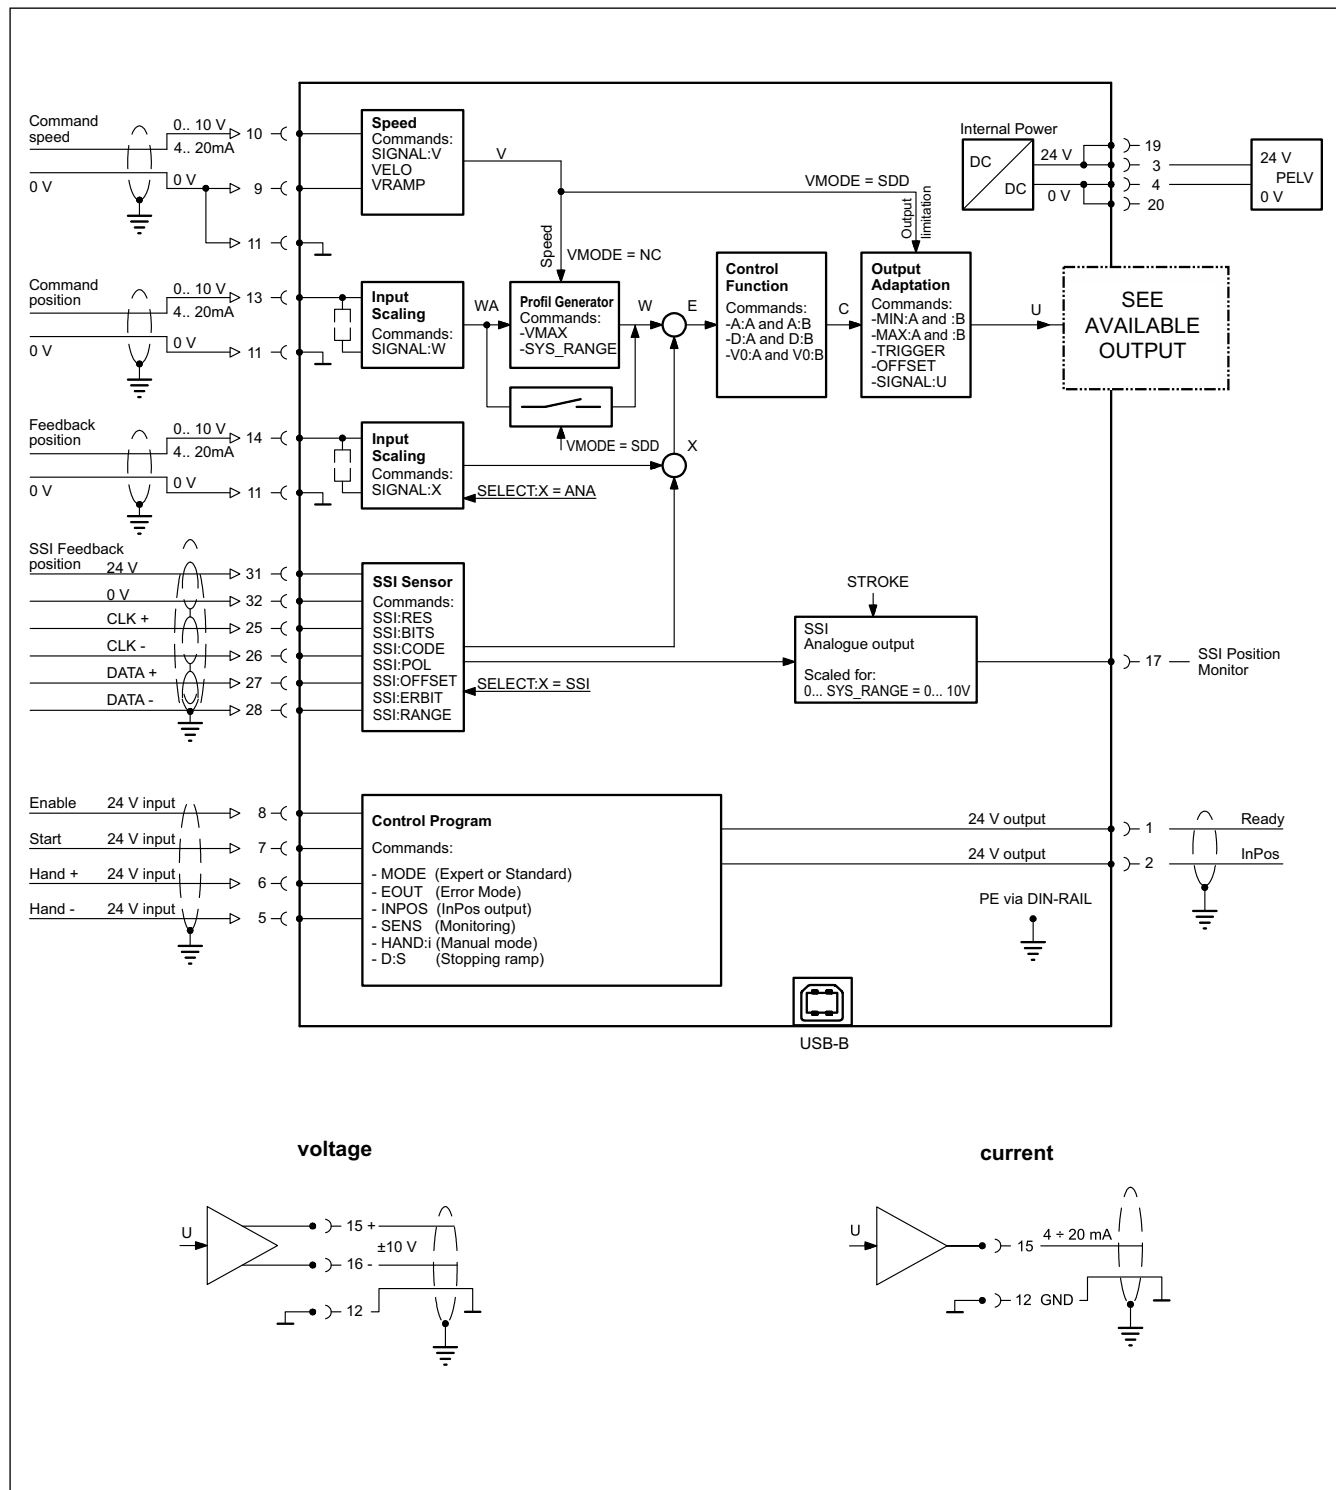 Command
speed
0.. 10 V
4.. 20mA
10
0 V
0 V
9
11
Speed
Commands:
SIGNAL:V
VELO
VRAMP
V
VMODE = SDD
Output
limitation
Speed
VMODE = NC
Internal Power
DC
DC
24 V
0 V
19
3
4
20
24 V
PELV
0 V
Command
position
0.. 10 V
4.. 20mA
13
0 V
0 V
11
Input
Scaling
Commands:
SIGNAL:W
WA
Profil Generator
Commands:
-VMAX
-SYS_RANGE
W
E
VMODE = SDD
Control
Function
Commands:
-A:A and A:B
-D:A and D:B
-V0:A and V0:B
C
Output
Adaptation
Commands:
-MIN:A and :B
-MAX:A and :B
-TRIGGER
-OFFSET
-SIGNAL:U
U
SEE
AVAILABLE
OUTPUT
Feedback
position
0.. 10 V
4.. 20mA
14
0 V
0 V
11
Input
Scaling
Commands:
SIGNAL:X
X
SELECT:X = ANA
SSI Feedback
position
24 V
31
0 V
32
CLK +
25
CLK -
26
DATA +
27
DATA -
28
SSI Sensor
Commands:
SSI:RES
SSI:BITS
SSI:CODE
SSI:POL
SSI:OFFSET
SSI:ERBIT
SSI:RANGE
SELECT:X = SSI
STROKE
SSI
Analogue output
Scaled for:
0... SYS_RANGE = 0... 10V
17
SSI Position
Monitor
Enable
24 V input
8
Start
24 V input
7
Hand +
24 V input
6
Hand -
24 V input
5
Control Program
Commands:
- MODE (Expert or Standard)
- EOUT (Error Mode)
- INPOS (InPos output)
- SENS (Monitoring)
- HAND:i (Manual mode)
- D:S (Stopping ramp)
24 V output
1
Ready
24 V output
2
InPos
PE via DIN-RAIL
USB-B
voltage
U
15 +
±10 V
16 -
12
current
U
15
4 ÷ 20 mA
12 GND